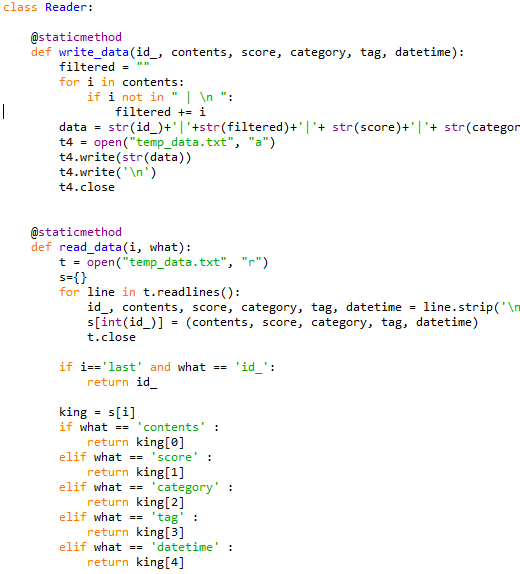 class Reader:
    @staticmethod
    def write_data(id_, contents, score, category, tag, datetime):
        filtered = ""
        for i in contents:
            if i not in " | \n ":
                filtered += i
        data = str(id_)+'|'+str(filtered)+'|'+ str(score)+'|'+ str(categor
        t4 = open("temp_data.txt", "a")
        t4.write(str(data))
        t4.write('\n')
        t4.close
    @staticmethod
    def read_data(i, what):
        t = open("temp_data.txt", "r")
        s={}
        for line in t.readlines():
            id_, contents, score, category, tag, datetime = line.strip('\n
            s[int(id_)] = (contents, score, category, tag, datetime)
            t.close
        if i=='last' and what == 'id_':
            return id_
        king = s[i]
        if what == 'contents' :
            return king[0]
        elif what == 'score' :
            return king[1]
        elif what == 'category' :
            return king[2]
        elif what == 'tag' :
            return king[3]
        elif what == 'datetime' :
            return king[4]